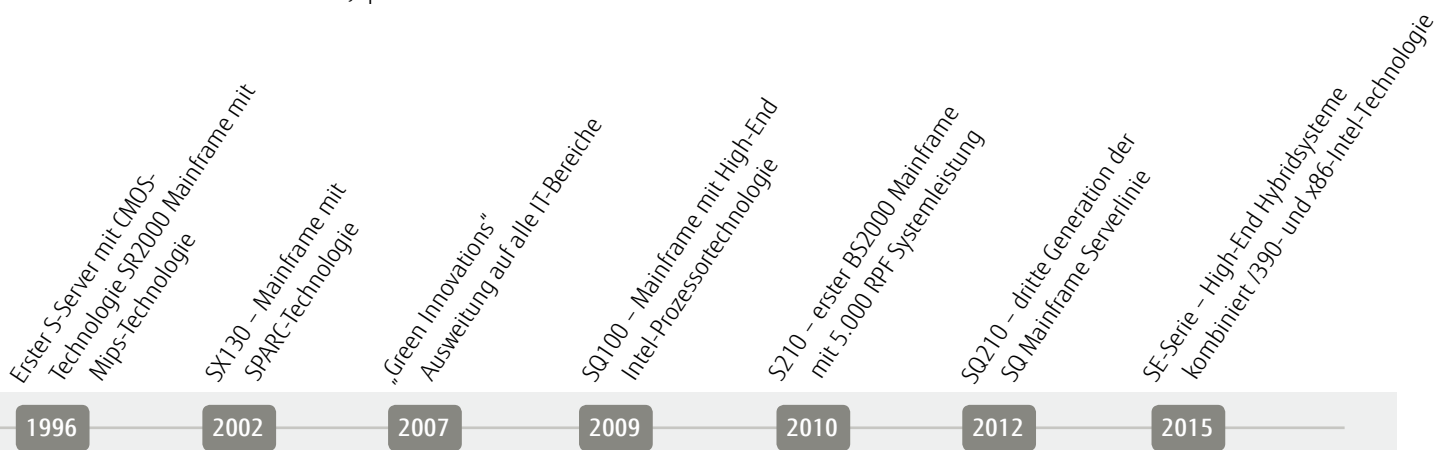 Erster S-Server mit CMOS-
Technologie SR2000 Mainframe mit
Mips-Technologie
SX130 – Mainframe mit
SPARC-Technologie
„Green Innovations“
Ausweitung auf alle IT-Bereiche
SQ100 – Mainframe mit High-End
Intel-Prozessortechnologie
S210 – erster BS2000 Mainframe
mit 5.000 RPF Systemleistung
SQ210 – dritte Generation der
SQ Mainframe Serverlinie
SE-Serie – High-End Hybridsysteme
kombiniert /390- und x86-Intel-Technologie
1996
2002
2007
2009
2010
2012
2015